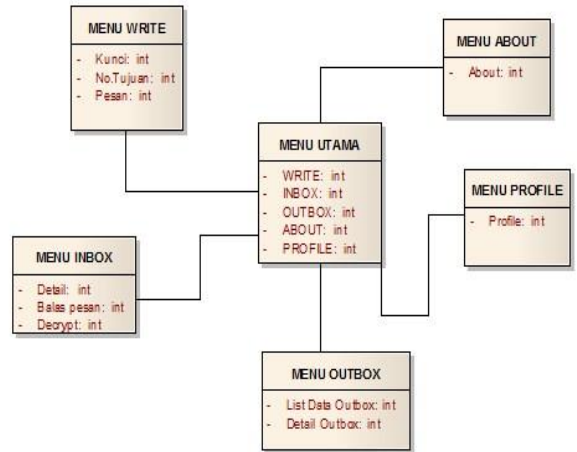 MENU WRITE
- Kunci: int
- No.Tujuan: int
- Pesan: int
MENU ABOUT
- About: int
MENU UTAMA
- WRITE: int
- INBOX: int
- OUTBOX: int
- ABOUT: int
- PROFILE: int
MENU PROFILE
- Profile: int
MENU INBOX
- Detail: int
- Balas pesan: int
- Decrypt: int
MENU OUTBOX
- List Data Outbox: int
- Detail Outbox: int